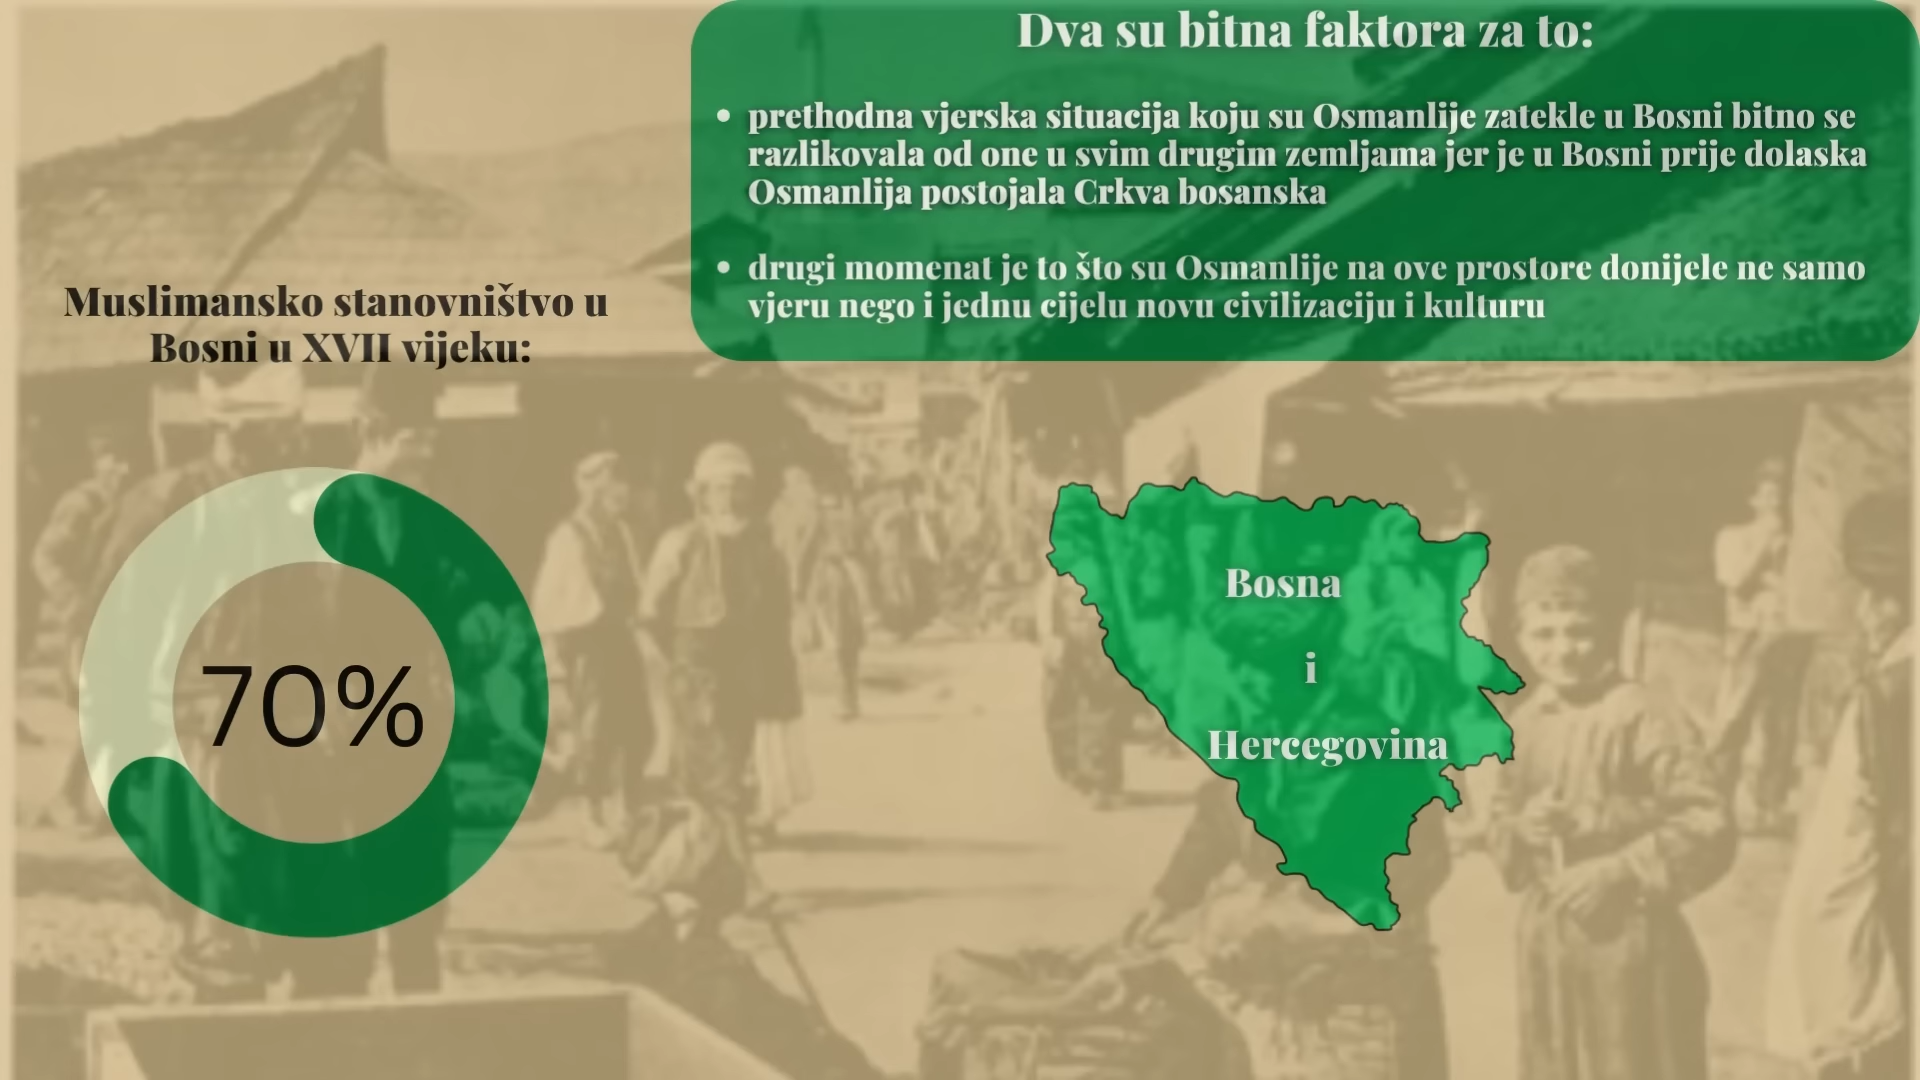 Dva su bitna faktora za to:
• prethodna vjerska situacija koju su Osmanlije zatekle u Bosni bitno se
razlikovala od one u svim drugim zemljama jer je u Bosni prije dolaska
Osmanlija postojala Crkva bosanska
• drugi momenat je to što su Osmanlije na ove prostore donijele ne samo
vjeru nego i jednu cijelu novu civilizaciju i kulturu
Muslimansko stanovništvo u
Bosni u XVII vijeku:
70%
Bosna
i
Hercegovina